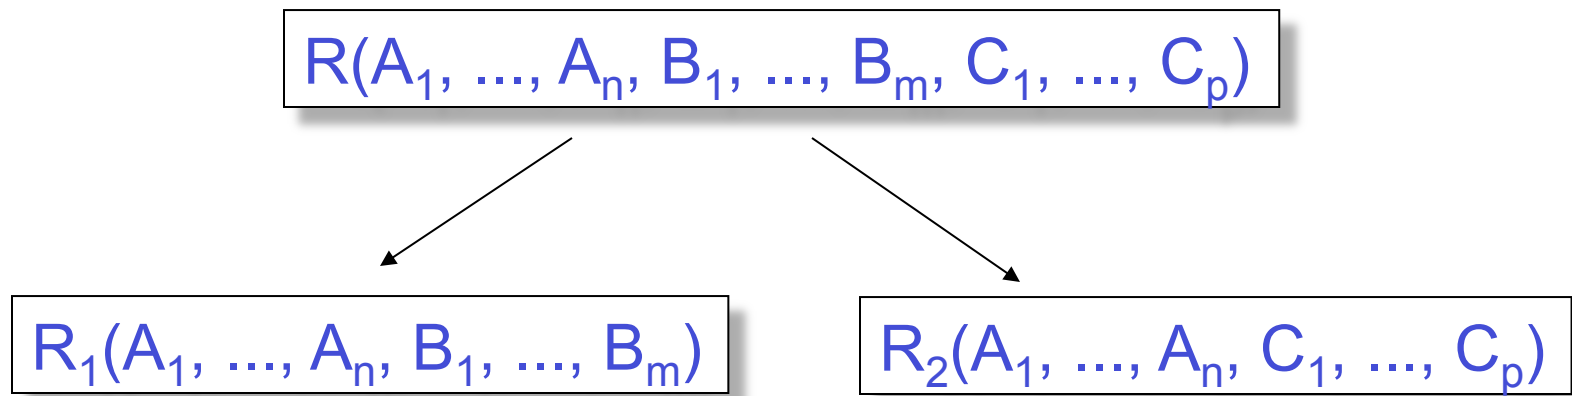 R(A₁, ..., Aₙ, B₁, ..., Bₘ, C₁, ..., Cₚ)
R₁(A₁, ..., Aₙ, B₁, ..., Bₘ)
R₂(A₁, ..., Aₙ, C₁, ..., Cₚ)